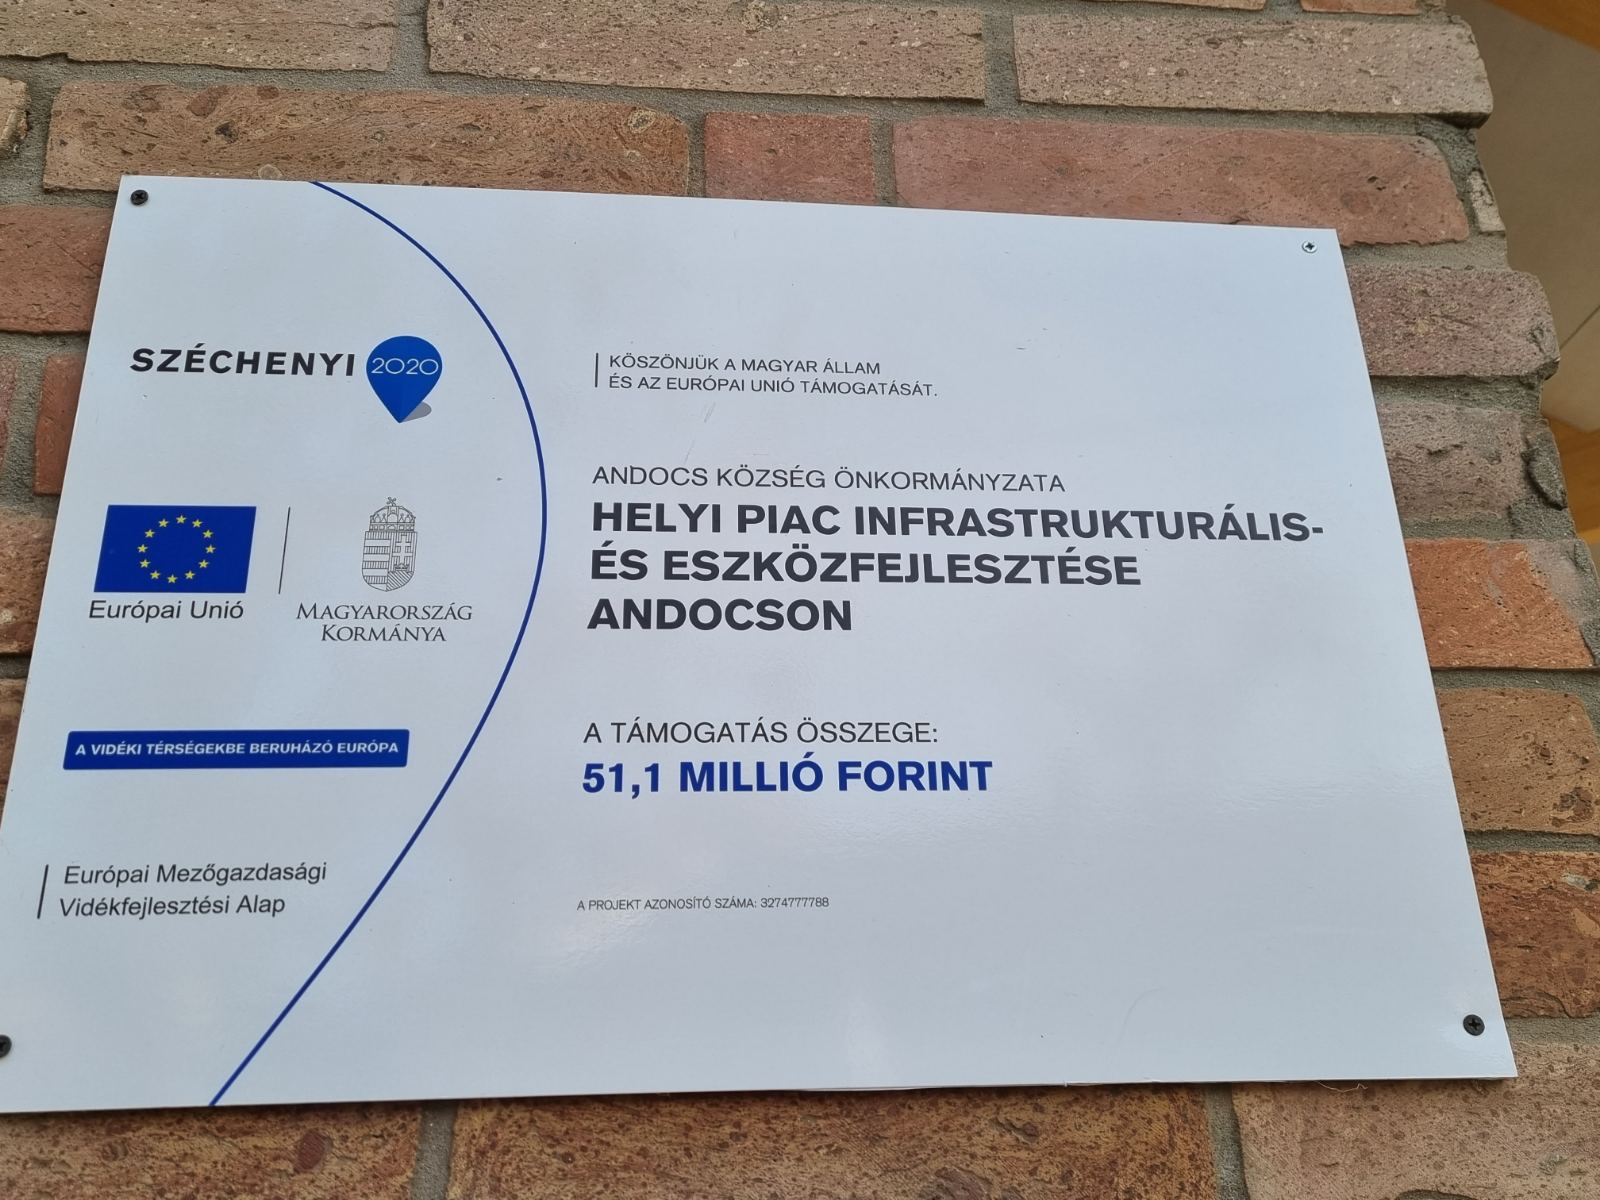 SZÉCHENYI 2020
Európai Unió
MAGYARORSZÁG
KORMÁNYA
A VIDÉKI TÉRSÉGEKBE BERUHÁZÓ EURÓPA
Európai Mezőgazdasági
Vidékfejlesztési Alap
KÖSZÖNJÜK A MAGYAR ÁLLAM
ÉS AZ EURÓPAI UNIÓ TÁMOGATÁSÁT.
ANDOCS KÖZSÉG ÖNKORMÁNYZATA
HELYI PIAC INFRASTRUKTURÁLIS-
ÉS ESZKÖZFEJLESZTÉSE
ANDOCSON
A TÁMOGATÁS ÖSSZEGE:
51,1 MILLIÓ FORINT
A PROJEKT AZONOSÍTÓ SZÁMA: 3274777788